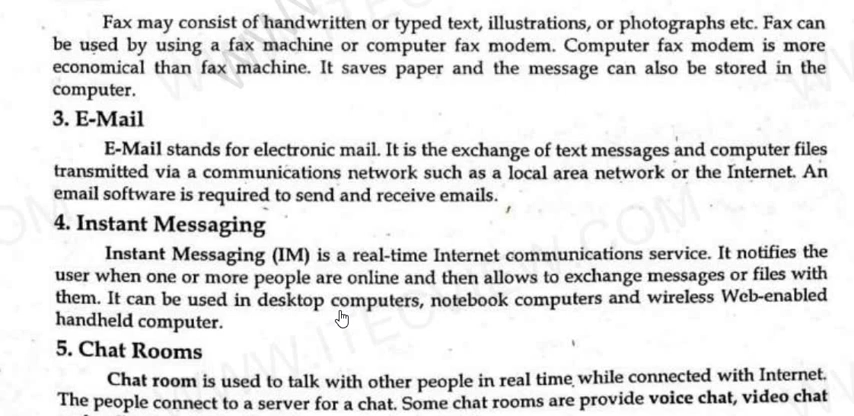 Fax may consist of handwritten or typed text, illustrations, or photographs etc. Fax can
be used by using a fax machine or computer fax modem. Computer fax modem is more
economical than fax machine. It saves paper and the message can also be stored in the
computer.
3. E-Mail
E-Mail stands for electronic mail. It is the exchange of text messages and computer files
transmitted via a communications network such as a local area network or the Internet. An
email software is required to send and receive emails.
4. Instant Messaging
Instant Messaging (IM) is a real-time Internet communications service. It notifies the
user when one or more people are online and then allows to exchange messages or files with
them. It can be used in desktop computers, notebook computers and wireless Web-enabled
handheld computer.
5. Chat Rooms
Chat room is used to talk with other people in real time while connected with Internet.
The people connect to a server for a chat. Some chat rooms are provide voice chat, video chat